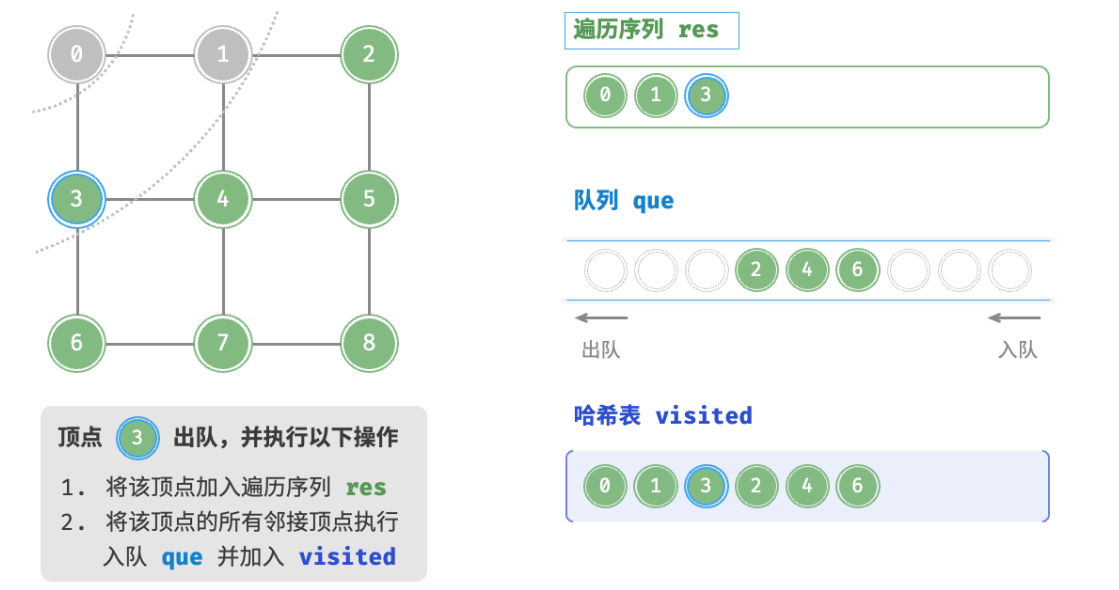 0 1 2
3 4 5
6 7 8
顶点 3 出队，并执行以下操作
1. 将该顶点加入遍历序列 res
2. 将该顶点的所有邻接顶点执行
入队 que 并加入 visited
遍历序列 res
0 1 3
队列 que
2 4 6
出队 入队
哈希表 visited
0 1 3 2 4 6